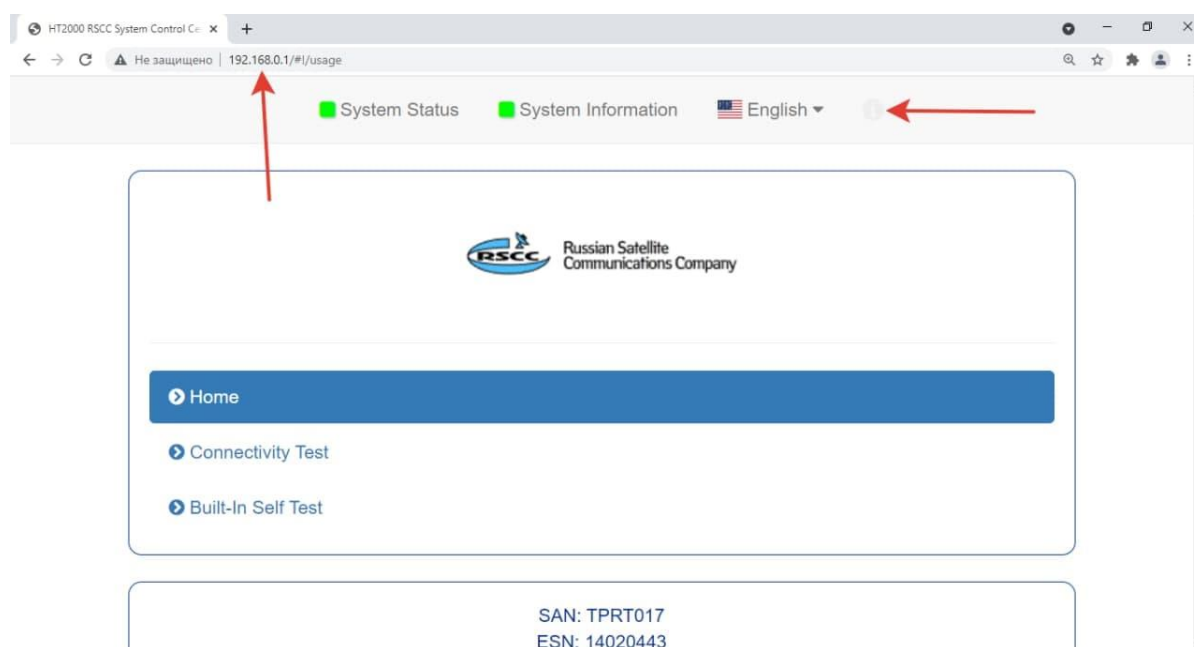 HT2000 RSCC System Control Ce
Не защищено | 192.168.0.1/#!/usage
System Status System Information English
RSCC Russian Satellite
Communications Company
Home
Connectivity Test
Built-In Self Test
SAN: TPRT017
ESN: 14020443